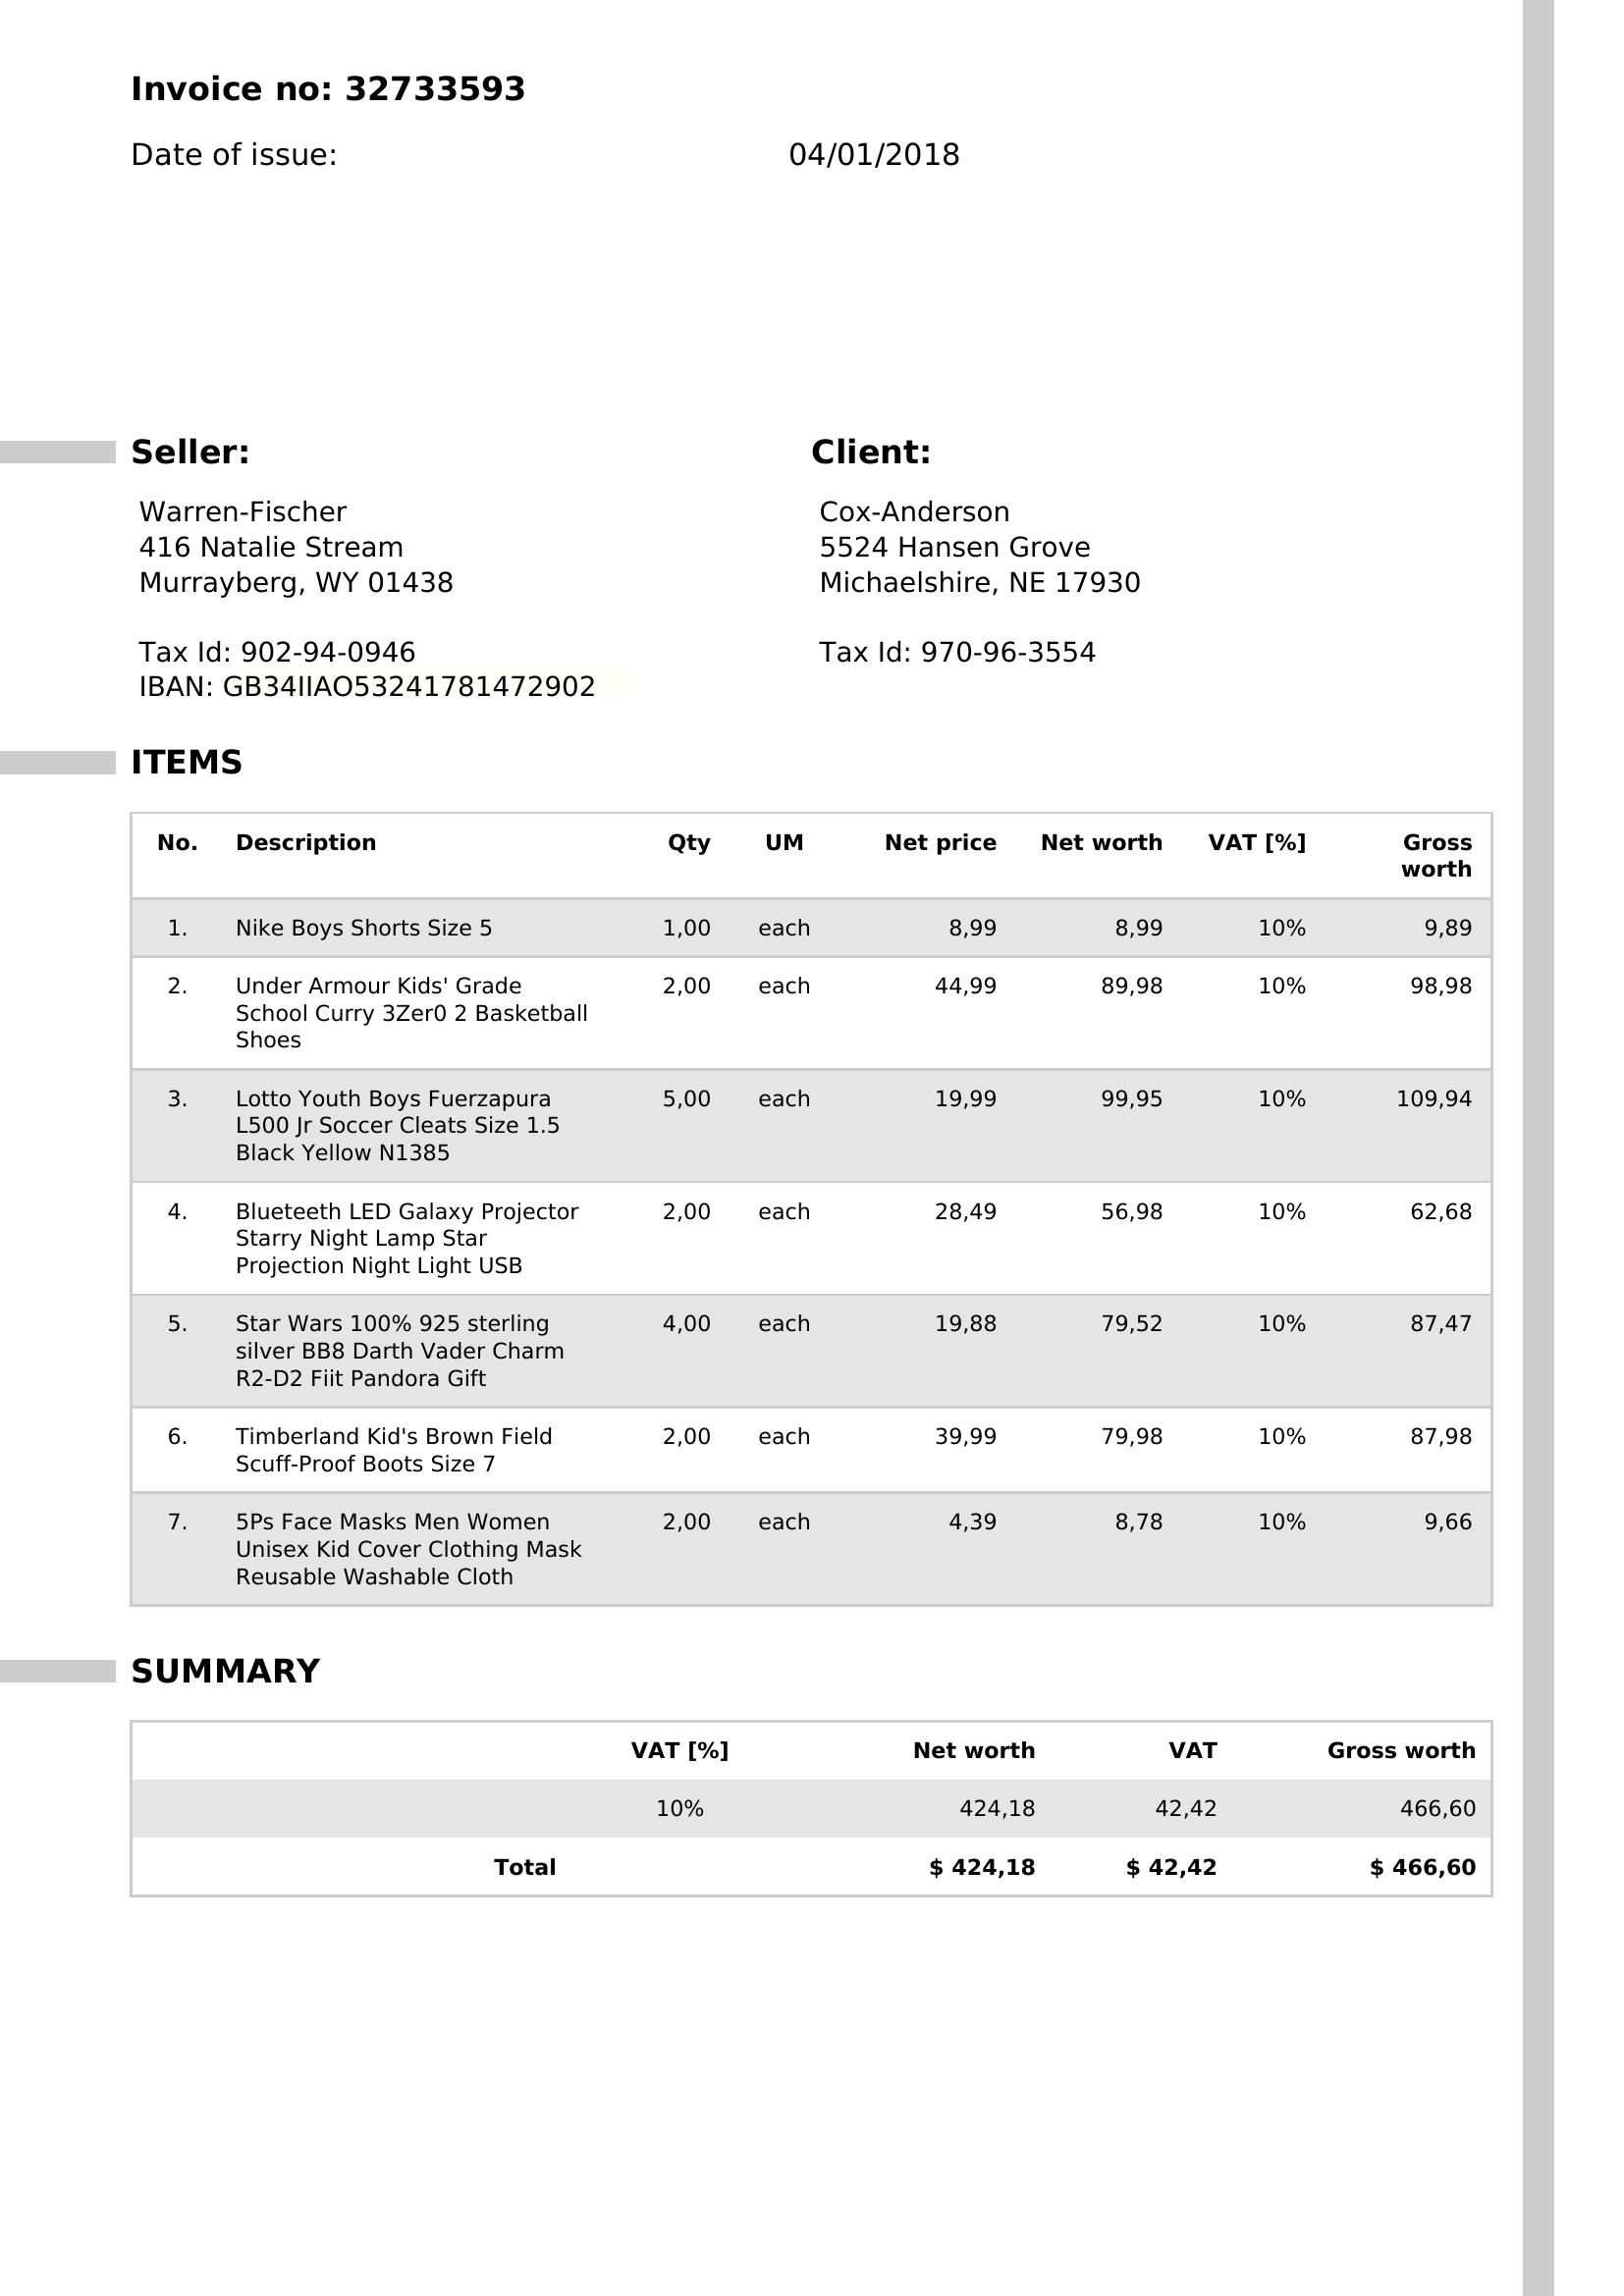 Invoice no: 32733593
Date of issue: 04/01/2018
Seller:
Warren-Fischer
416 Natalie Stream
Murrayberg, WY 01438
Tax Id: 902-94-0946
IBAN: GB34IIAO53241781472902
Client:
Cox-Anderson
5524 Hansen Grove
Michaelshire, NE 17930
Tax Id: 970-96-3554
ITEMS
No. Description Qty UM Net price Net worth VAT [%] Gross
worth
1. Nike Boys Shorts Size 5 1,00 each 8,99 8,99 10% 9,89
2. Under Armour Kids' Grade 2,00 each 44,99 89,98 10% 98,98
School Curry 3Zer0 2 Basketball
Shoes
3. Lotto Youth Boys Fuerzapura 5,00 each 19,99 99,95 10% 109,94
L500 Jr Soccer Cleats Size 1.5
Black Yellow N1385
4. Blueteeth LED Galaxy Projector 2,00 each 28,49 56,98 10% 62,68
Starry Night Lamp Star
Projection Night Light USB
5. Star Wars 100% 925 sterling 4,00 each 19,88 79,52 10% 87,47
silver BB8 Darth Vader Charm
R2-D2 Fiit Pandora Gift
6. Timberland Kid's Brown Field 2,00 each 39,99 79,98 10% 87,98
Scuff-Proof Boots Size 7
7. 5Ps Face Masks Men Women 2,00 each 4,39 8,78 10% 9,66
Unisex Kid Cover Clothing Mask
Reusable Washable Cloth
SUMMARY
VAT [%] Net worth VAT Gross worth
10% 424,18 42,42 466,60
Total $ 424,18 $ 42,42 $ 466,60